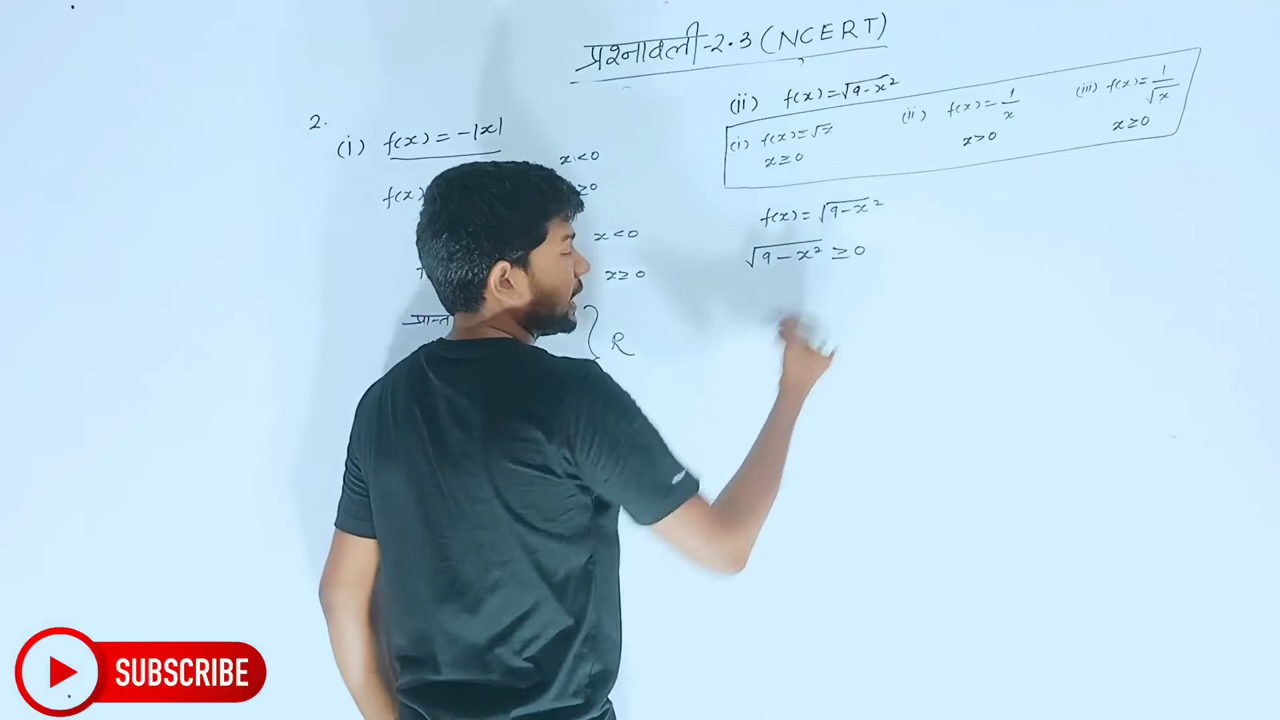 प्रश्नावली-2.3 (NCERT)
2.
(i) f(x) = -|x|
x < 0
f(x)
≥0
x < 0
x ≥ 0
प्रान्त
} R
(ii) f(x) = √9-x²
(i) f(x) = √x
x ≥ 0
(ii) f(x) = 1/x
x > 0
(iii) f(x) = 1/√x
x ≥ 0
f(x) = √9-x²
√9-x² ≥ 0
SUBSCRIBE